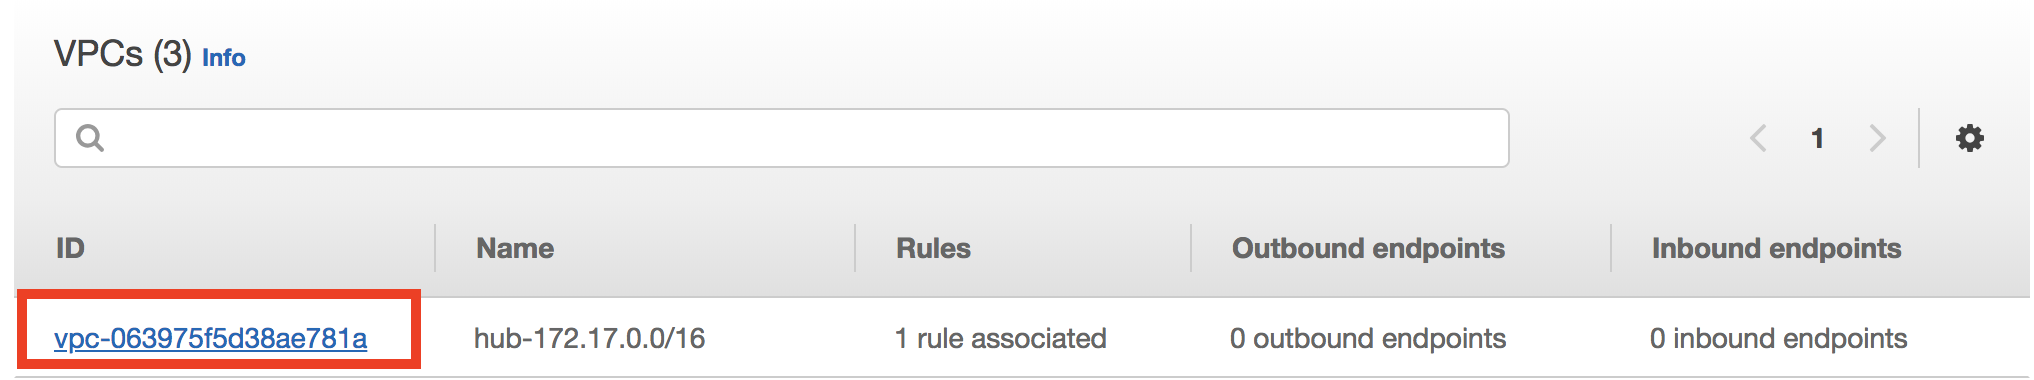 VPCs (3) Info
1
ID Name Rules Outbound endpoints Inbound endpoints
vpc-063975f5d38ae781a hub-172.17.0.0/16 1 rule associated 0 outbound endpoints 0 inbound endpoints